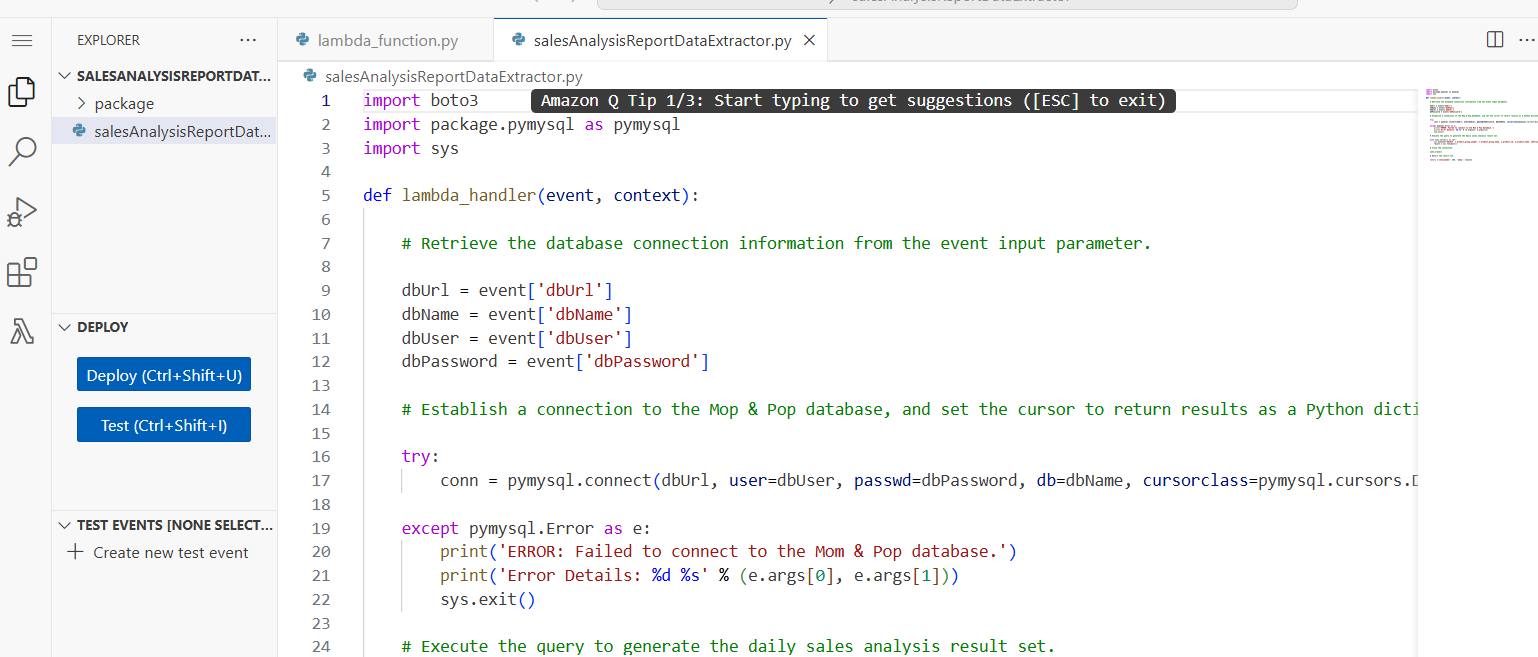 EXPLORER
SALESANALYSISREPORTDAT...
package
salesAnalysisReportDat...
DEPLOY
Deploy (Ctrl+Shift+U)
Test (Ctrl+Shift+I)
TEST EVENTS [NONE SELECT...
Create new test event
lambda_function.py
salesAnalysisReportDataExtractor.py
salesAnalysisReportDataExtractor.py
Amazon Q Tip 1/3: Start typing to get suggestions ([ESC] to exit)
1 import boto3
2 import package.pymysql as pymysql
3 import sys
4
5 def lambda_handler(event, context):
6
7 # Retrieve the database connection information from the event input parameter.
8
9 dbUrl = event['dbUrl']
10 dbName = event['dbName']
11 dbUser = event['dbUser']
12 dbPassword = event['dbPassword']
13
14 # Establish a connection to the Mop & Pop database, and set the cursor to return results as a Python dicti
15
16 try:
17 conn = pymysql.connect(dbUrl, user=dbUser, passwd=dbPassword, db=dbName, cursorclass=pymysql.cursors.D
18
19 except pymysql.Error as e:
20 print('ERROR: Failed to connect to the Mom & Pop database.')
21 print('Error Details: %d %s' % (e.args[0], e.args[1]))
22 sys.exit()
23
24 # Execute the query to generate the daily sales analysis result set.